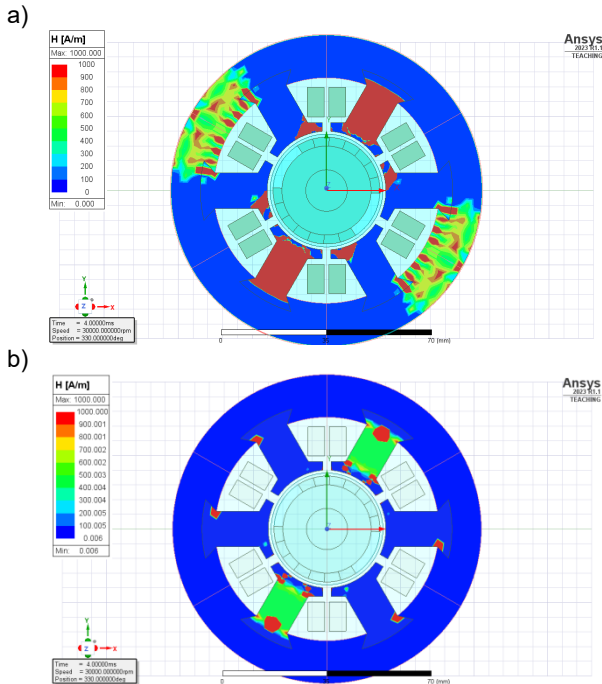 a)
H [A/m]
Max: 1000.000
1000
900
800
700
600
500
400
300
200
100
0
Min: 0.000
Ansys
2023 R1.1
TEACHING
Y
Z
X
Time = 4.00000ms
Speed = 30000.000000rpm
Position = 330.000000deg
0
35
70 (mm)
b)
H [A/m]
Max: 1000.000
1000.000
900.001
800.001
700.002
600.002
500.003
400.004
300.004
200.005
100.005
0.006
Min: 0.006
Ansys
2023 R1.1
TEACHING
Y
Z
X
Time = 4.00000ms
Speed = 30000.000000rpm
Position = 330.000000deg
0
70 (mm)